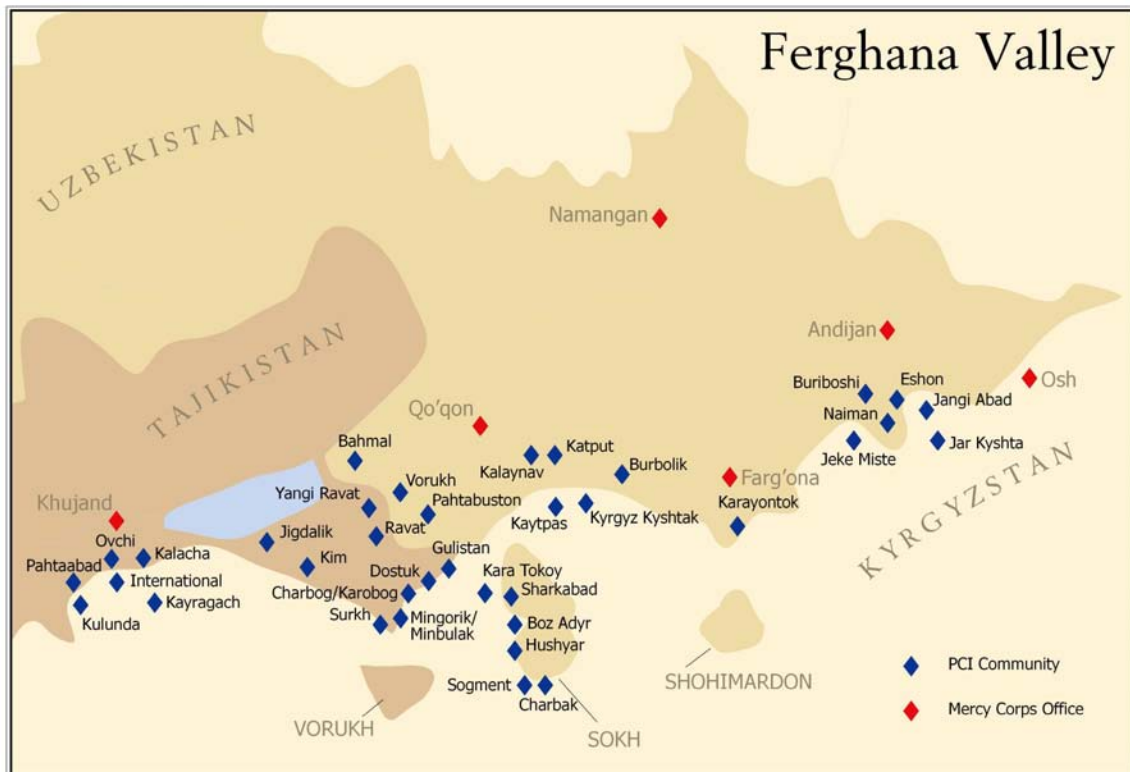 Ferghana Valley
UZBEKISTAN
Namangan
TAJIKISTAN
Andijan
Osh
Buriboshi
Eshon
Jangi Abad
Naiman
Jar Kyshta
Jeke Miste
Qo'qon
Bahmal
Katput
Kalaynav
Burbolik
Farg'ona
Vorukh
Yangi Ravat
Pahtabuston
Kaytpas
Kyrgyz Kyshtak
Karayontok
KYRGYZSTAN
Khujand
Ovchi
Kalacha
Jigdalik
Ravat
Gulistan
Pahtaabad
International
Kim
Dostuk
Kara Tokoy
Sharkabad
Kayragach
Charbog/Karobog
Kulunda
Surkh
Mingorik/
Minbulak
Boz Adyr
Hushyar
Sogment
Charbak
SHOHIMARDON
VORUKH
SOKH
PCI Community
Mercy Corps Office